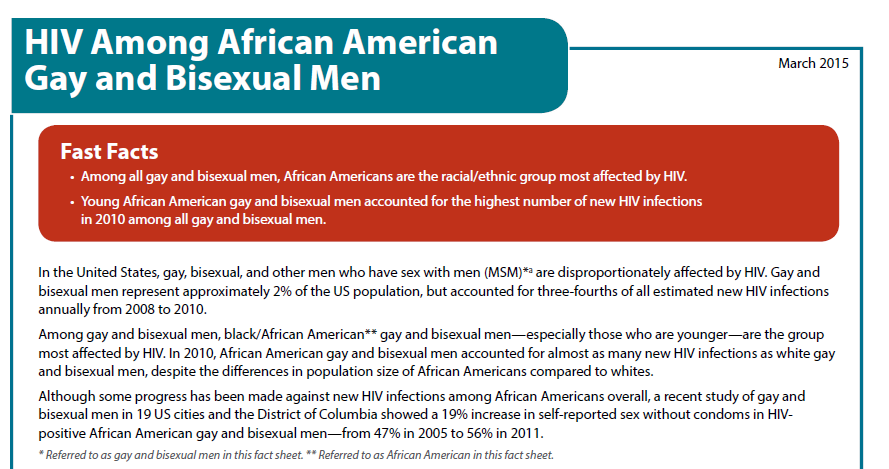 HIV Among African American
Gay and Bisexual Men
March 2015
Fast Facts
• Among all gay and bisexual men, African Americans are the racial/ethnic group most affected by HIV.
• Young African American gay and bisexual men accounted for the highest number of new HIV infections
in 2010 among all gay and bisexual men.
In the United States, gay, bisexual, and other men who have sex with men (MSM)*a are disproportionately affected by HIV. Gay and
bisexual men represent approximately 2% of the US population, but accounted for three-fourths of all estimated new HIV infections
annually from 2008 to 2010.
Among gay and bisexual men, black/African American** gay and bisexual men—especially those who are younger—are the group
most affected by HIV. In 2010, African American gay and bisexual men accounted for almost as many new HIV infections as white gay
and bisexual men, despite the differences in population size of African Americans compared to whites.
Although some progress has been made against new HIV infections among African Americans overall, a recent study of gay and
bisexual men in 19 US cities and the District of Columbia showed a 19% increase in self-reported sex without condoms in HIV-
positive African American gay and bisexual men—from 47% in 2005 to 56% in 2011.
* Referred to as gay and bisexual men in this fact sheet. ** Referred to as African American in this fact sheet.